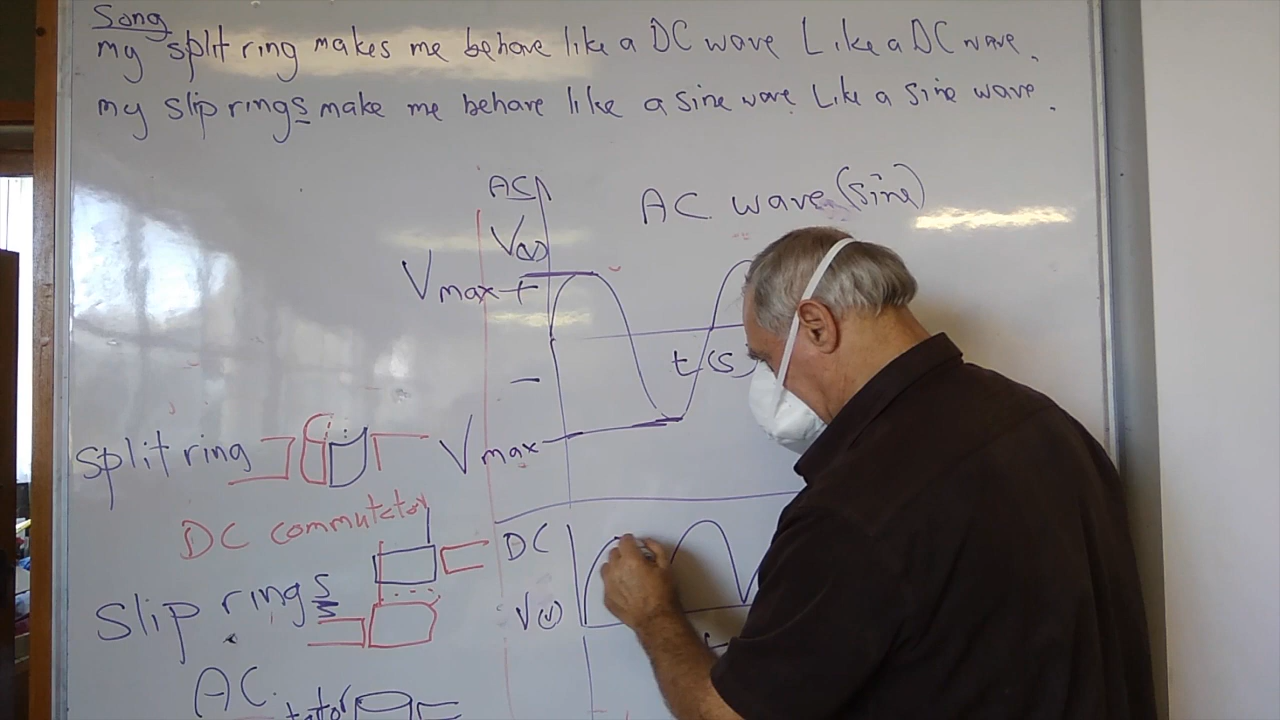 Song
my split ring makes me behave like a DC wave Like a DC wave.
my slip rings make me behave like a sine wave Like a sine wave.
AC
AC wave (sine)
V(v)
Vmax +
t(s)
-
split ring
Vmax
DC commutator
DC
slip rings
V(v)
AC